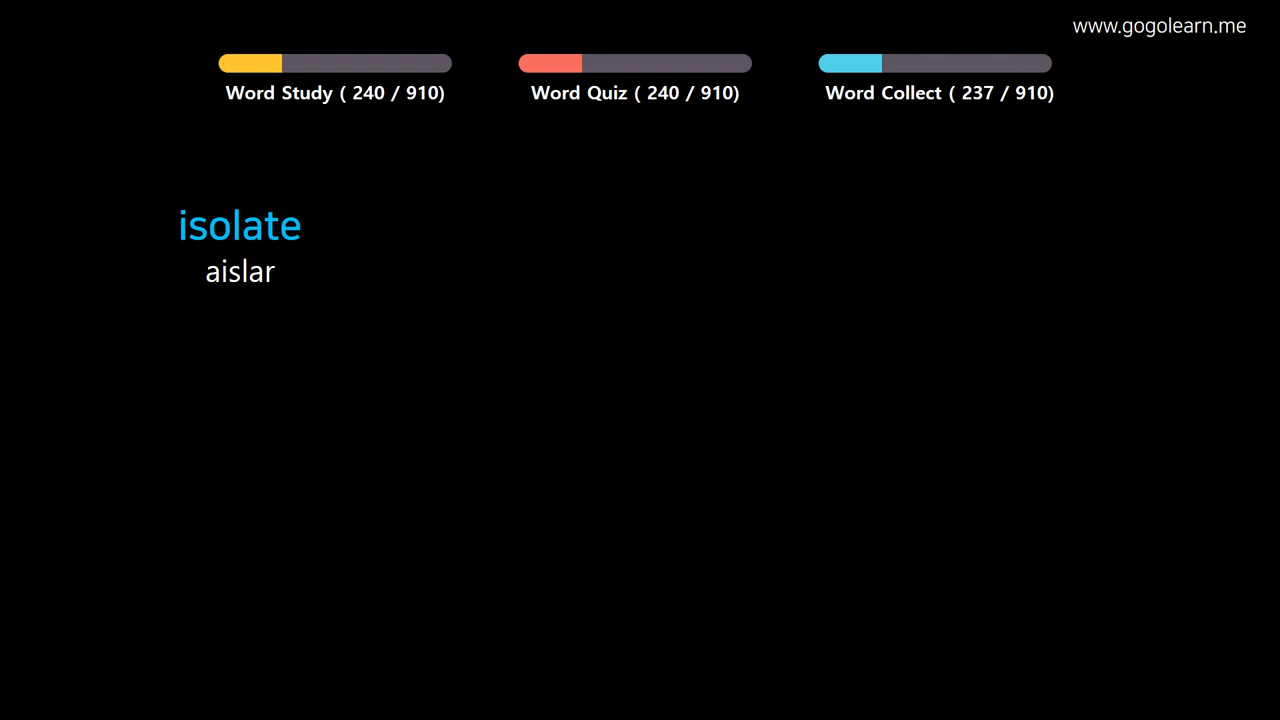 www.gogolearn.me
Word Study ( 240 / 910)
Word Quiz ( 240 / 910)
Word Collect ( 237 / 910)
isolate
aislar